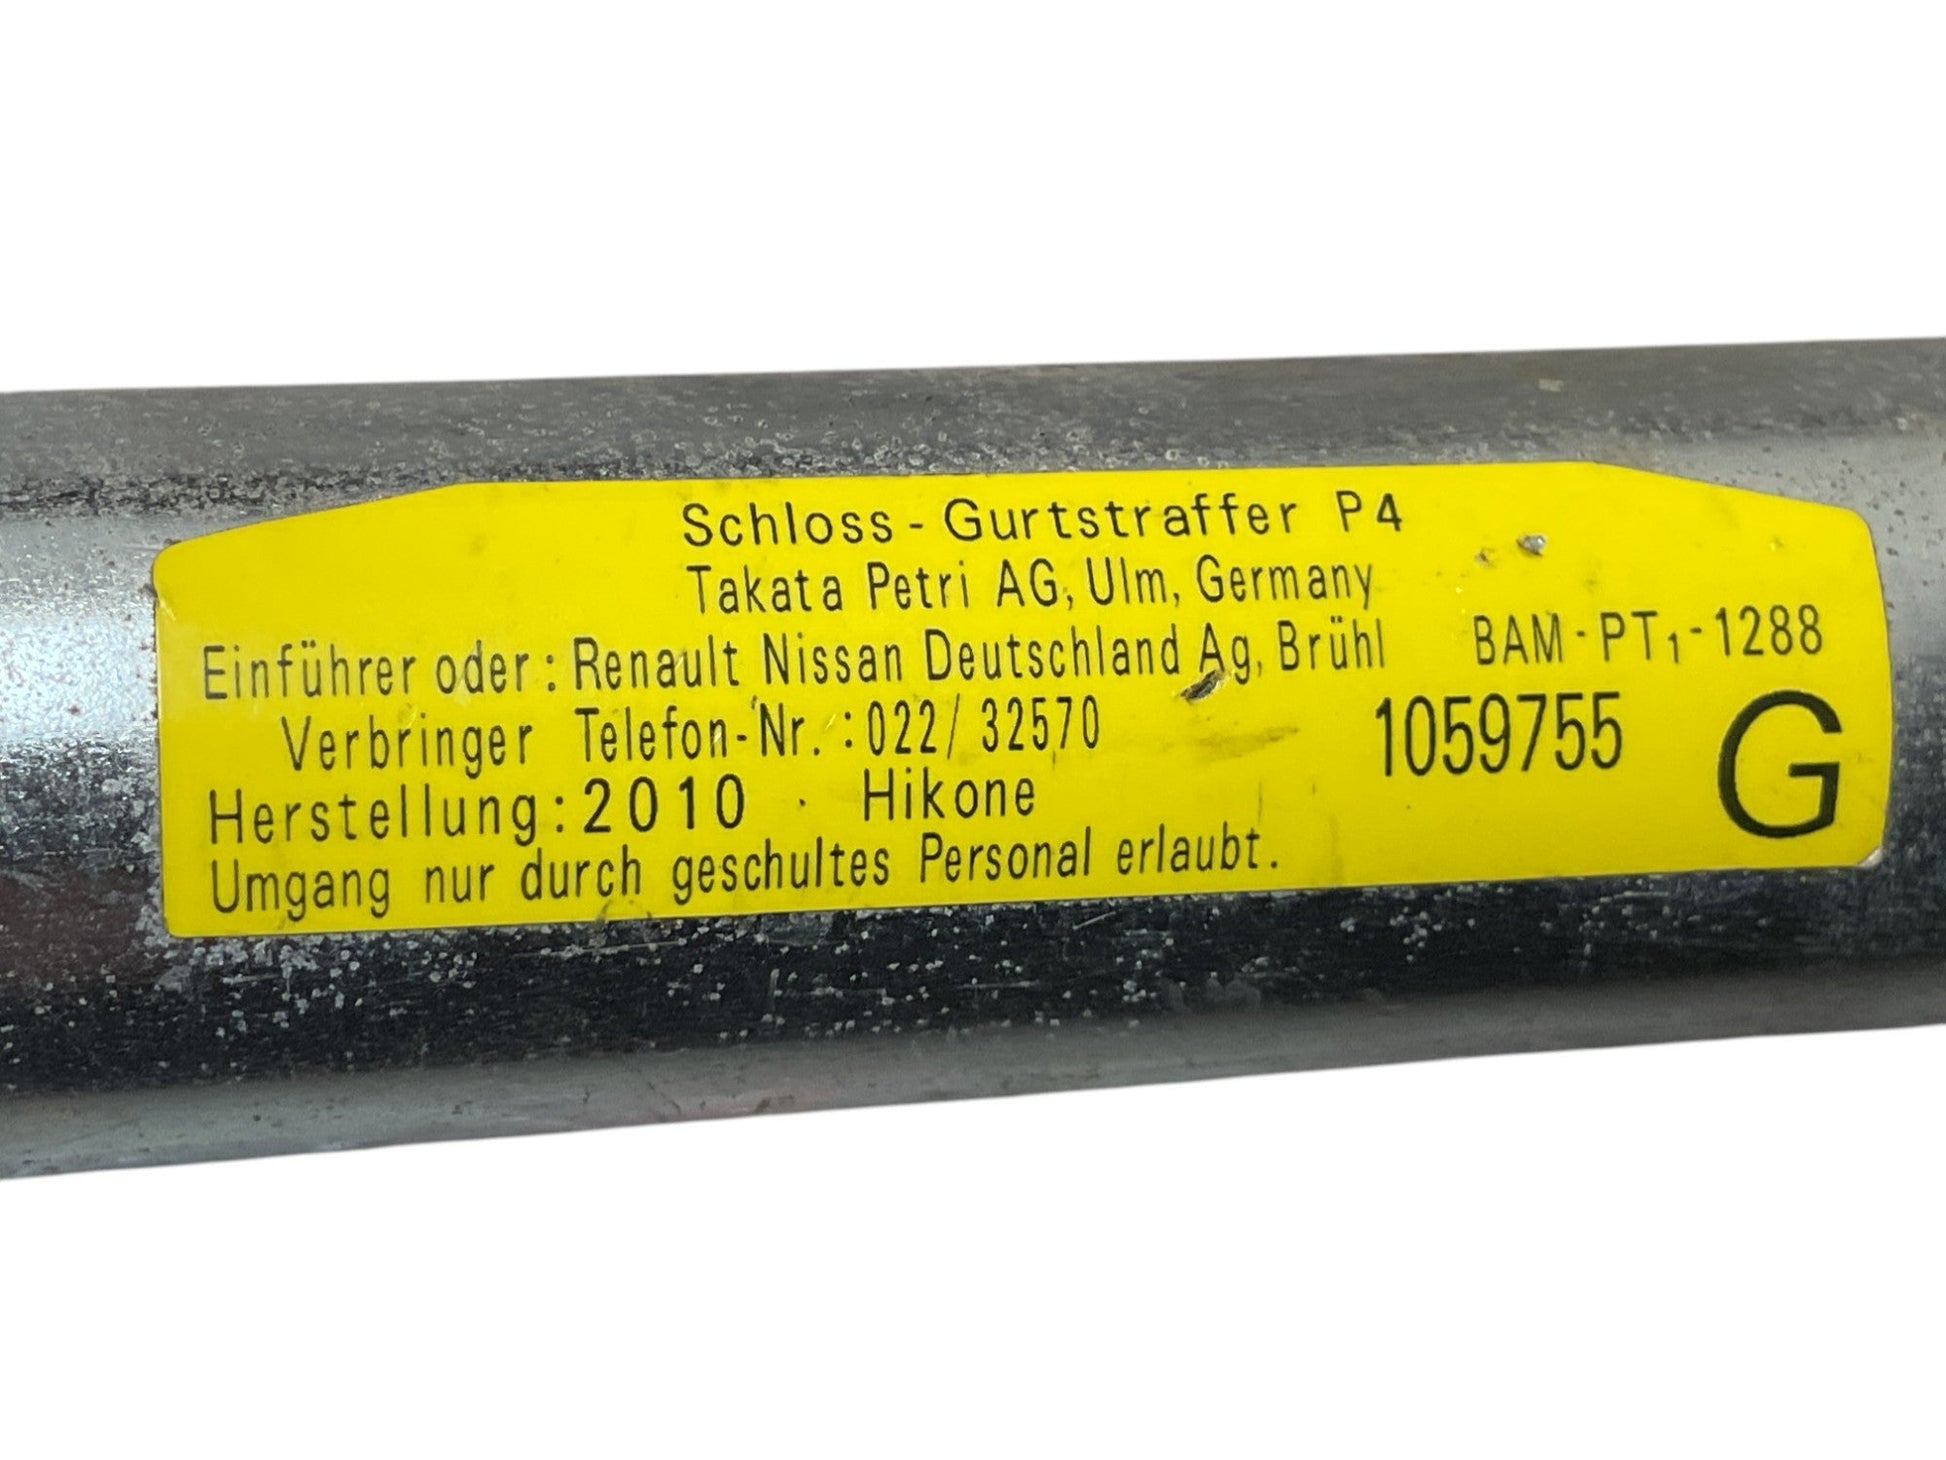 Schloss - Gurtstraffer P4
Takata Petri AG, Ulm, Germany
Einführer oder : Renault Nissan Deutschland Ag, Brühl BAM - PT1 - 1288
Verbringer Telefon-Nr. : 022/ 32570 1059755
Herstellung : 2010 Hikone G
Umgang nur durch geschultes Personal erlaubt.